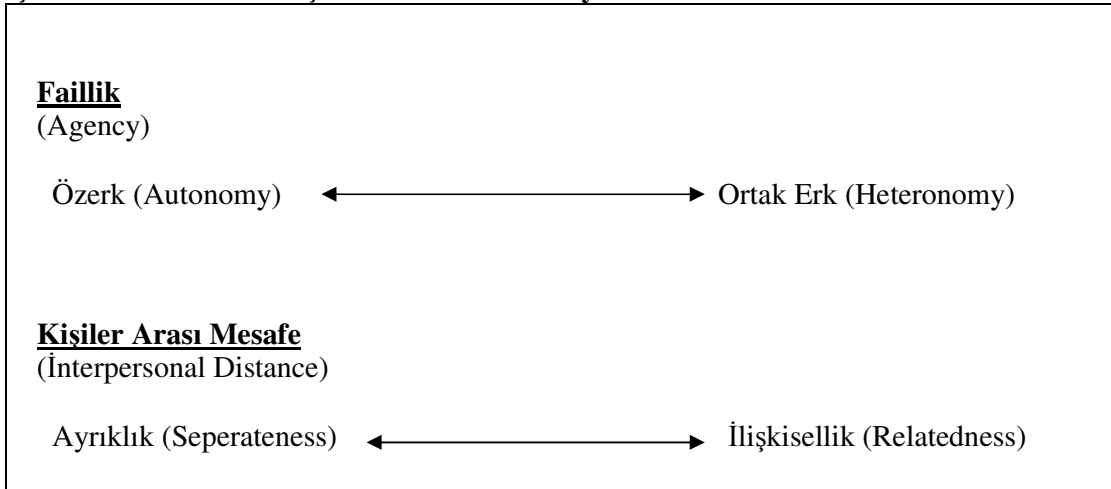 Faillik
(Agency)
Özerk (Autonomy) Ortak Erk (Heteronomy)
Kişiler Arası Mesafe
(İnterpersonal Distance)
Ayrıklık (Seperateness) İlişkisellik (Relatedness)